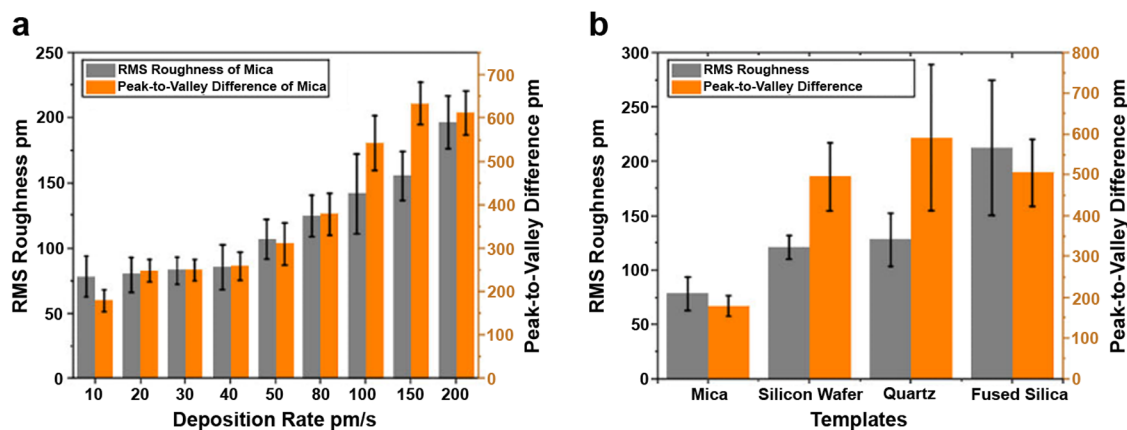 a
RMS Roughness of Mica
Peak-to-Valley Difference of Mica
RMS Roughness pm
250
200
150
100
50
0
700
600
500
400
300
200
100
0
Peak-to-Valley Difference pm
10 20 30 40 50 80 100 150 200
Deposition Rate pm/s
b
RMS Roughness
Peak-to-Valley Difference
RMS Roughness pm
300
250
200
150
100
50
0
800
700
600
500
400
300
200
100
0
Peak-to-Valley Difference pm
Mica Silicon Wafer Quartz Fused Silica
Templates